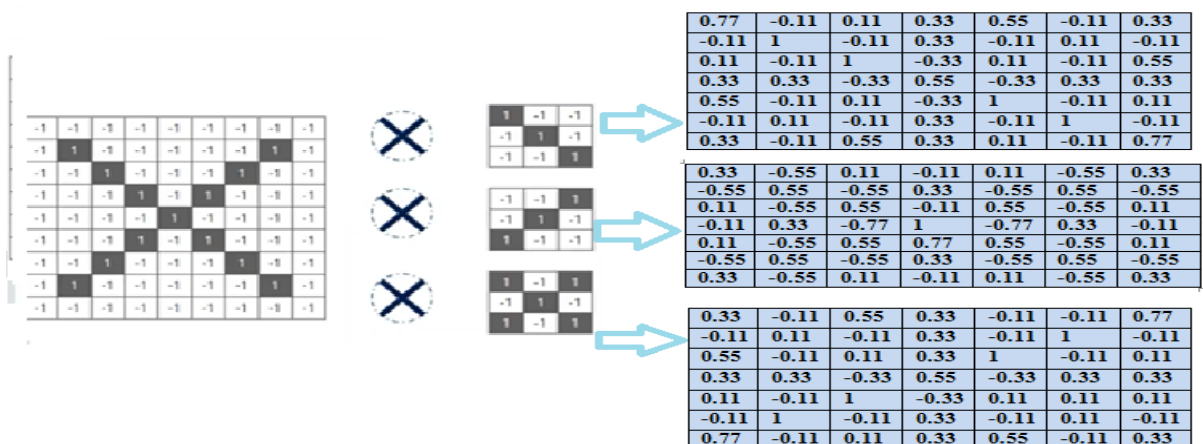 -1 -1 -1 -1 -1 -1 -1 -1 -1
-1 1 -1 -1 -1 -1 -1 1 -1
-1 -1 1 -1 -1 -1 1 -1 -1
-1 -1 -1 1 -1 1 -1 -1 -1
-1 -1 -1 -1 1 -1 -1 -1 -1
-1 -1 -1 1 -1 1 -1 -1 -1
-1 -1 1 -1 -1 -1 1 -1 -1
-1 1 -1 -1 -1 -1 -1 1 -1
-1 -1 -1 -1 -1 -1 -1 -1 -1
1 -1 -1
-1 1 -1
-1 -1 1
-1 -1 1
-1 1 -1
1 -1 -1
1 -1 1
-1 1 -1
1 -1 1
0.77 -0.11 0.11 0.33 0.55 -0.11 0.33
-0.11 1 -0.11 0.33 -0.11 0.11 -0.11
0.11 -0.11 1 -0.33 0.11 -0.11 0.55
0.33 0.33 -0.33 0.55 -0.33 0.33 0.33
0.55 -0.11 0.11 -0.33 1 -0.11 0.11
-0.11 0.11 -0.11 0.33 -0.11 1 -0.11
0.33 -0.11 0.55 0.33 0.11 -0.11 0.77
0.33 -0.55 0.11 -0.11 0.11 -0.55 0.33
-0.55 0.55 -0.55 0.33 -0.55 0.55 -0.55
0.11 -0.55 0.55 -0.11 0.55 -0.55 0.11
-0.11 0.33 -0.77 1 -0.77 0.33 -0.11
0.11 -0.55 0.55 0.77 0.55 -0.55 0.11
-0.55 0.55 -0.55 0.33 -0.55 0.55 -0.55
0.33 -0.55 0.11 -0.11 0.11 -0.55 0.33
0.33 -0.11 0.55 0.33 -0.11 -0.11 0.77
-0.11 0.11 -0.11 0.33 -0.11 1 -0.11
0.55 -0.11 0.11 0.33 1 -0.11 0.11
0.33 0.33 -0.33 0.55 -0.33 0.33 0.33
0.11 -0.11 1 -0.33 0.11 0.11 0.11
-0.11 1 -0.11 0.33 -0.11 0.11 -0.11
0.77 -0.11 0.11 0.33 0.55 -0.11 0.33